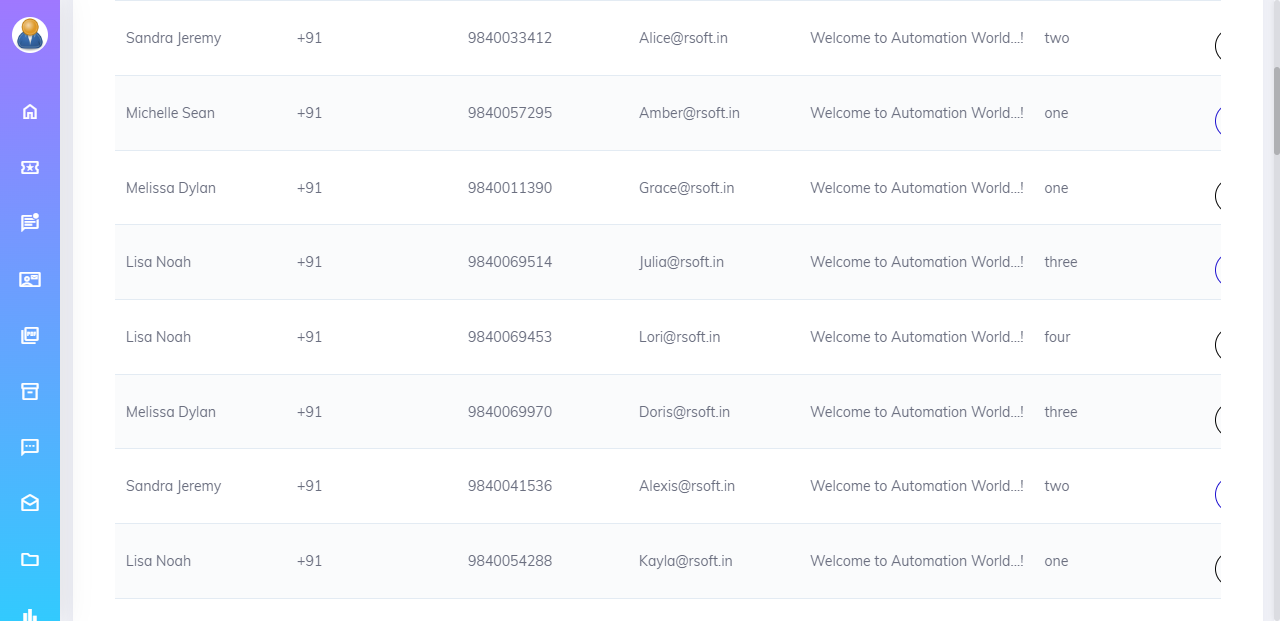 Sandra Jeremy +91 9840033412 Alice@rsoft.in Welcome to Automation World...! two
Michelle Sean +91 9840057295 Amber@rsoft.in Welcome to Automation World...! one
Melissa Dylan +91 9840011390 Grace@rsoft.in Welcome to Automation World...! one
Lisa Noah +91 9840069514 Julia@rsoft.in Welcome to Automation World...! three
Lisa Noah +91 9840069453 Lori@rsoft.in Welcome to Automation World...! four
Melissa Dylan +91 9840069970 Doris@rsoft.in Welcome to Automation World...! three
Sandra Jeremy +91 9840041536 Alexis@rsoft.in Welcome to Automation World...! two
Lisa Noah +91 9840054288 Kayla@rsoft.in Welcome to Automation World...! one